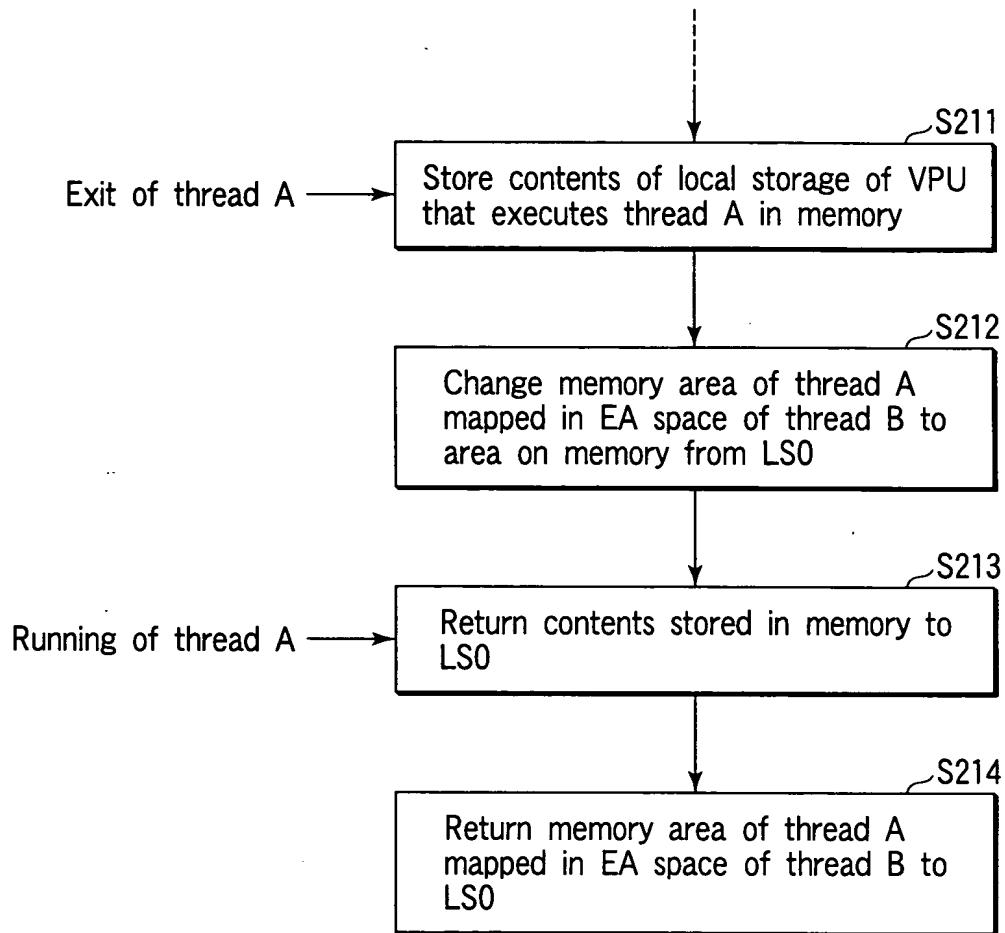 S211
Exit of thread A
Store contents of local storage of VPU
that executes thread A in memory
S212
Change memory area of thread A
mapped in EA space of thread B to
area on memory from LS0
S213
Running of thread A
Return contents stored in memory to
LS0
S214
Return memory area of thread A
mapped in EA space of thread B to
LS0